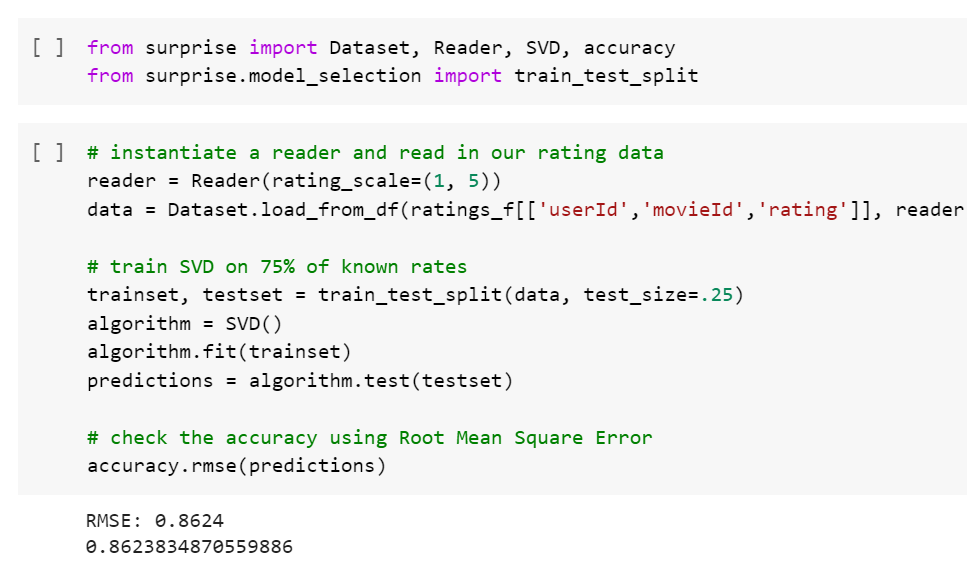 [ ] from surprise import Dataset, Reader, SVD, accuracy
from surprise.model_selection import train_test_split
[ ] # instantiate a reader and read in our rating data
reader = Reader(rating_scale=(1, 5))
data = Dataset.load_from_df(ratings_f[['userId','movieId','rating']], reader
# train SVD on 75% of known rates
trainset, testset = train_test_split(data, test_size=.25)
algorithm = SVD()
algorithm.fit(trainset)
predictions = algorithm.test(testset)
# check the accuracy using Root Mean Square Error
accuracy.rmse(predictions)
RMSE: 0.8624
0.8623834870559886